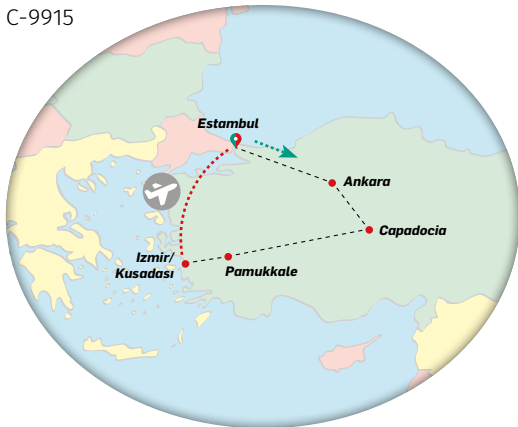 C-9915
Estambul
Ankara
Capadocia
Izmir/
Kusadası
Pamukkale